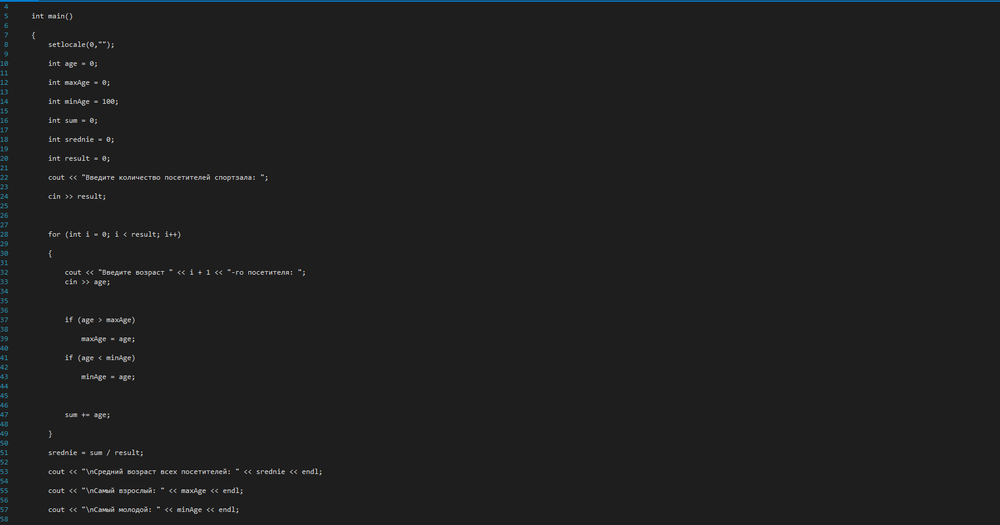 4
5 int main()
6
7 {
8 setlocale(0,"");
9
10 int age = 0;
11
12 int maxAge = 0;
13
14 int minAge = 100;
15
16 int sum = 0;
17
18 int srednie = 0;
19
20 int result = 0;
21
22 cout << "Введите количество посетителей спортзала: ";
23
24 cin >> result;
25
26
27
28 for (int i = 0; i < result; i++)
29
30 {
31
32 cout << "Введите возраст " << i + 1 << "-го посетителя: ";
33 cin >> age;
34
35
36
37 if (age > maxAge)
38
39 maxAge = age;
40
41 if (age < minAge)
42
43 minAge = age;
44
45
46
47 sum += age;
48
49 }
50
51 srednie = sum / result;
52
53 cout << "\nСредний возраст всех посетителей: " << srednie << endl;
54
55 cout << "\nСамый взрослый: " << maxAge << endl;
56
57 cout << "\nСамый молодой: " << minAge << endl;
58